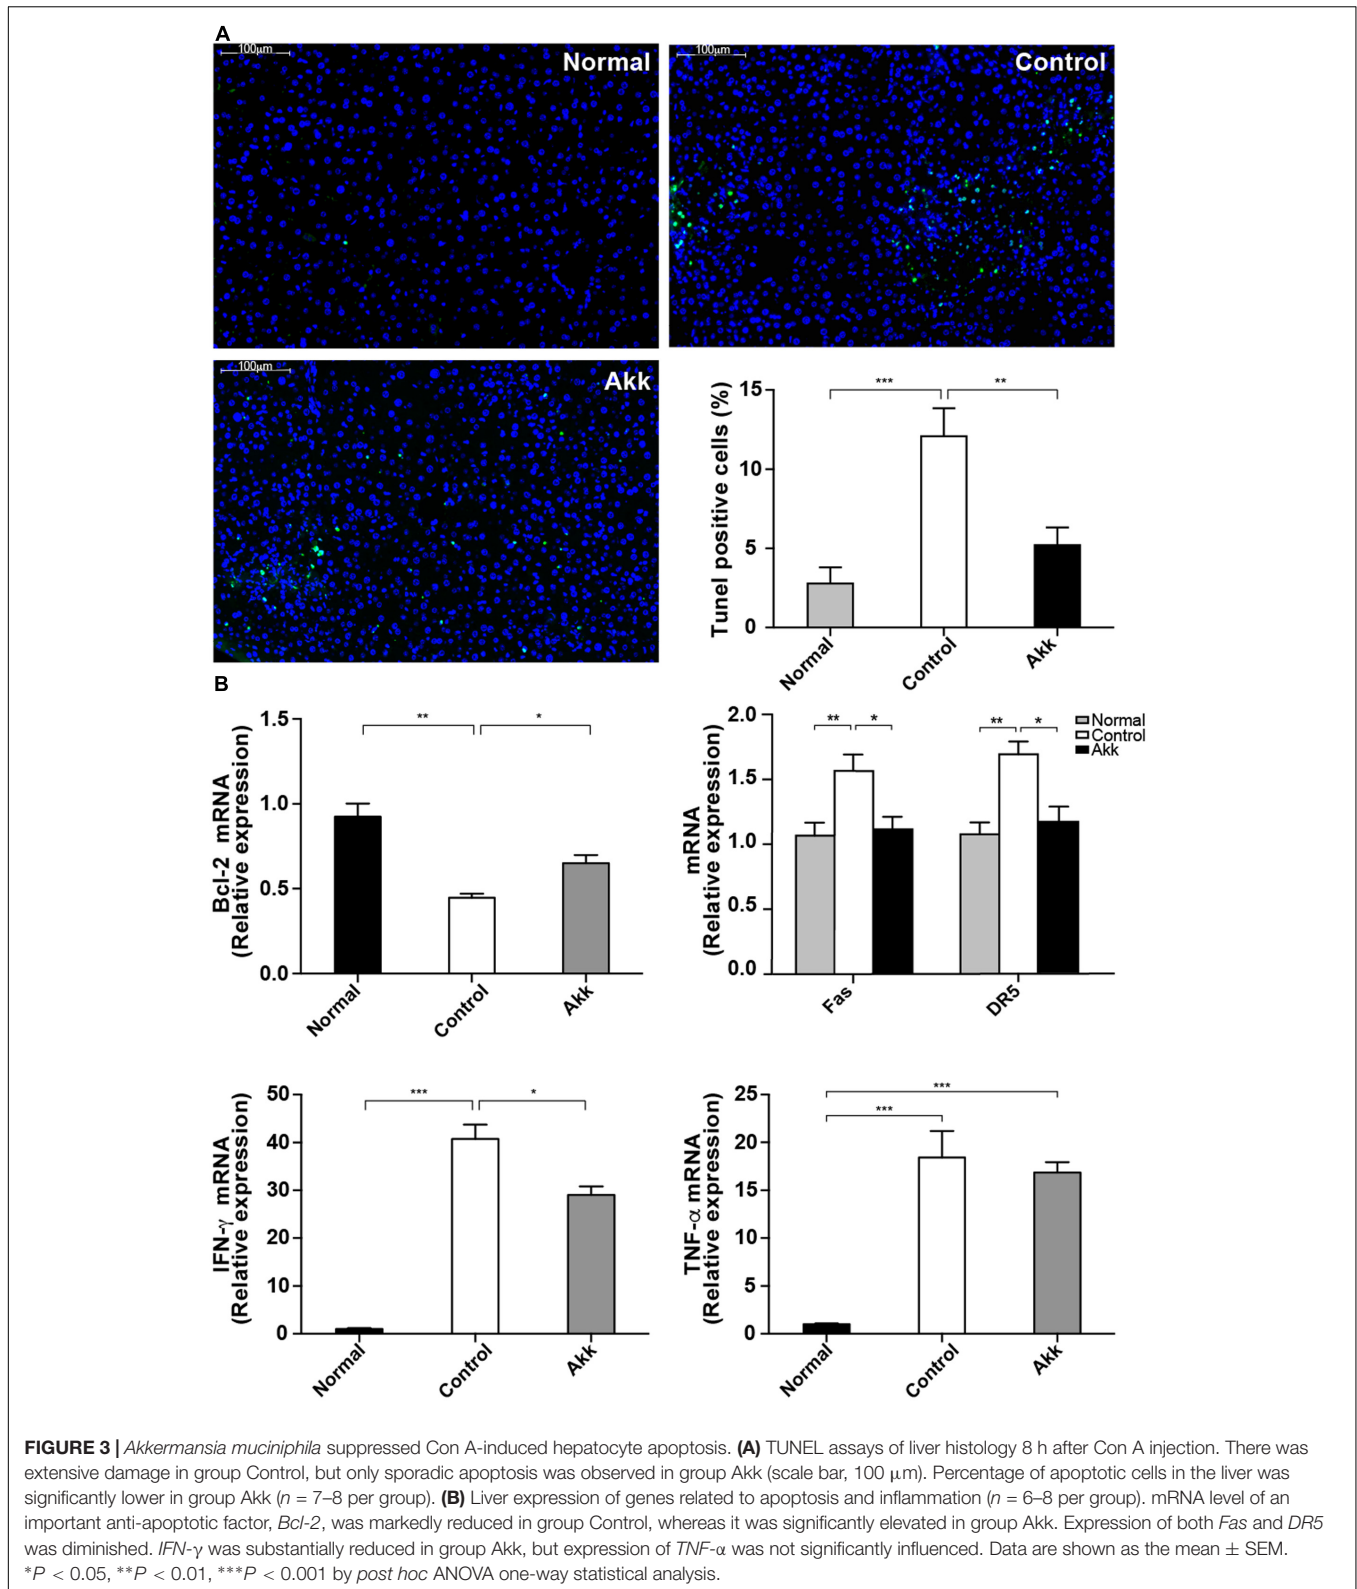 A
100µm
Normal
100µm
Control
100µm
Akk
15
10
5
0
Tunel positive cells (%)
***
**
Normal
Control
Akk
B
1.5
1.0
0.5
0.0
Bcl-2 mRNA
(Relative expression)
**
*
Normal
Control
Akk
2.0
1.5
1.0
0.5
0.0
mRNA
(Relative expression)
**
*
**
*
Normal
Control
Akk
Fas
DR5
50
40
30
20
10
0
IFN-γ mRNA
(Relative expression)
***
*
Normal
Control
Akk
25
20
15
10
5
0
TNF-α mRNA
(Relative expression)
***
***
Normal
Control
Akk
FIGURE 3 | Akkermansia muciniphila suppressed Con A-induced hepatocyte apoptosis. (A) TUNEL assays of liver histology 8 h after Con A injection. There was
extensive damage in group Control, but only sporadic apoptosis was observed in group Akk (scale bar, 100 µm). Percentage of apoptotic cells in the liver was
significantly lower in group Akk (n = 7–8 per group). (B) Liver expression of genes related to apoptosis and inflammation (n = 6–8 per group). mRNA level of an
important anti-apoptotic factor, Bcl-2, was markedly reduced in group Control, whereas it was significantly elevated in group Akk. Expression of both Fas and DR5
was diminished. IFN-γ was substantially reduced in group Akk, but expression of TNF-α was not significantly influenced. Data are shown as the mean ± SEM.
*P < 0.05, **P < 0.01, ***P < 0.001 by post hoc ANOVA one-way statistical analysis.